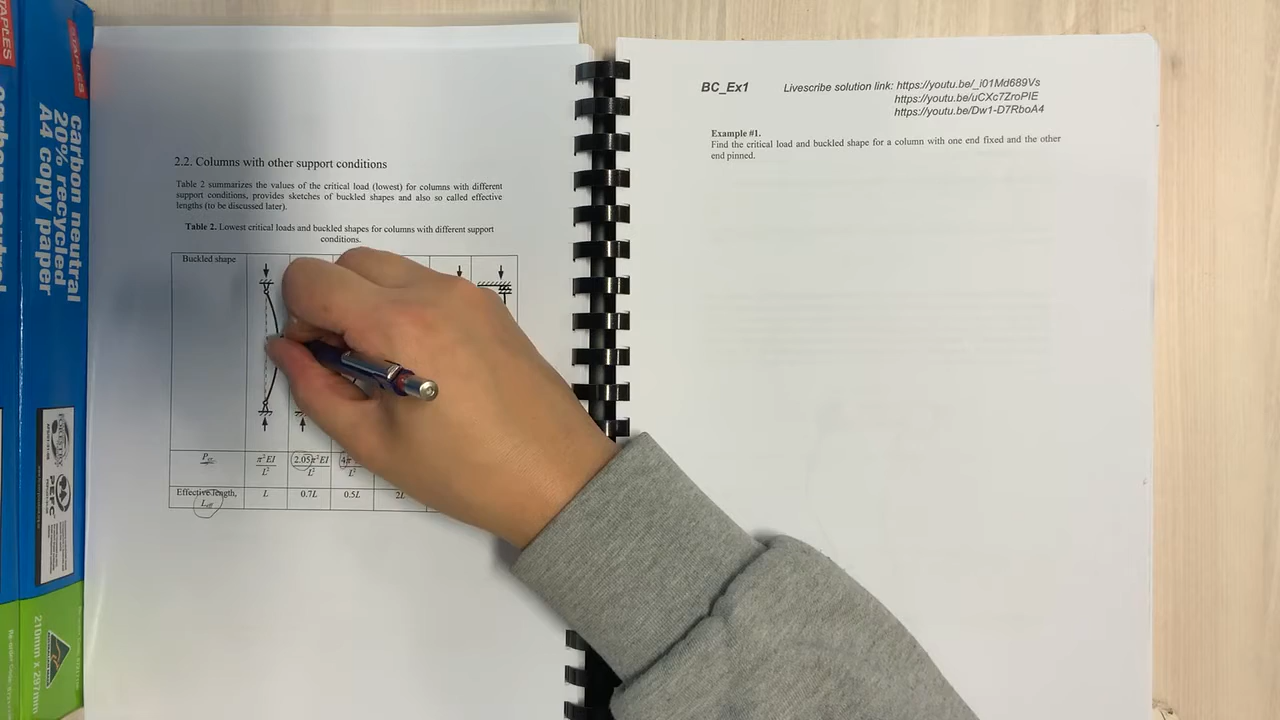 STAPLES
carbon neutral
20% recycled
A4 copy paper
PEFC
210mm x 297mm
2.2. Columns with other support conditions
Table 2 summarizes the values of the critical load (lowest) for columns with different
support conditions, provides sketches of buckled shapes and also so called effective
lengths (to be discussed later).
Table 2. Lowest critical loads and buckled shapes for columns with different support
conditions.
Buckled shape
P_cr π²EI/L² 2.05π²EI/L² 4π
Effective length, L 0.7L 0.5L 2L
L_eff
BC_Ex1 Livescribe solution link: https://youtu.be/_i01Md689Vs
https://youtu.be/uCXc7ZroPIE
https://youtu.be/Dw1-D7RboA4
Example #1.
Find the critical load and buckled shape for a column with one end fixed and the other
end pinned.